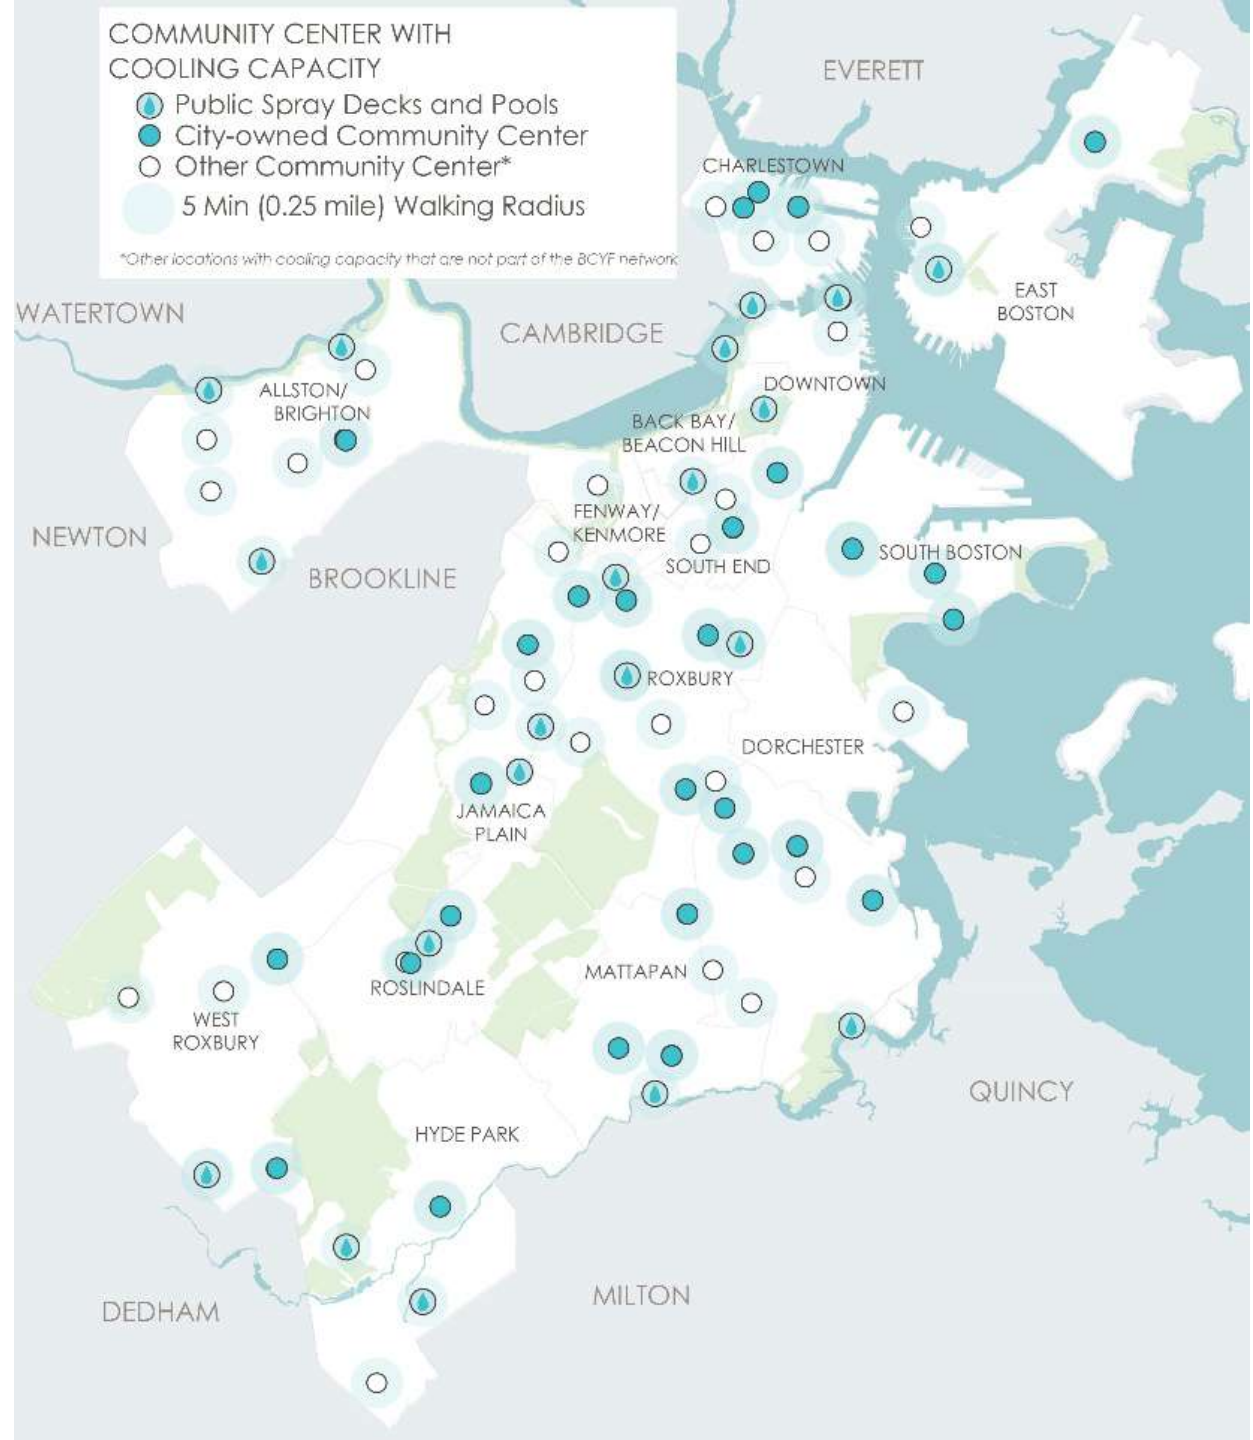 COMMUNITY CENTER WITH
COOLING CAPACITY
Public Spray Decks and Pools
City-owned Community Center
Other Community Center*
5 Min (0.25 mile) Walking Radius
*Other locations with cooling capacity that are not part of the BCYF network
EVERETT
CHARLESTOWN
EAST
BOSTON
WATERTOWN
CAMBRIDGE
ALLSTON/
BRIGHTON
DOWNTOWN
BACK BAY/
BEACON HILL
FENWAY/
KENMORE
NEWTON
SOUTH END
SOUTH BOSTON
BROOKLINE
ROXBURY
DORCHESTER
JAMAICA
PLAIN
MATTAPAN
ROSLINDALE
WEST
ROXBURY
QUINCY
HYDE PARK
MILTON
DEDHAM